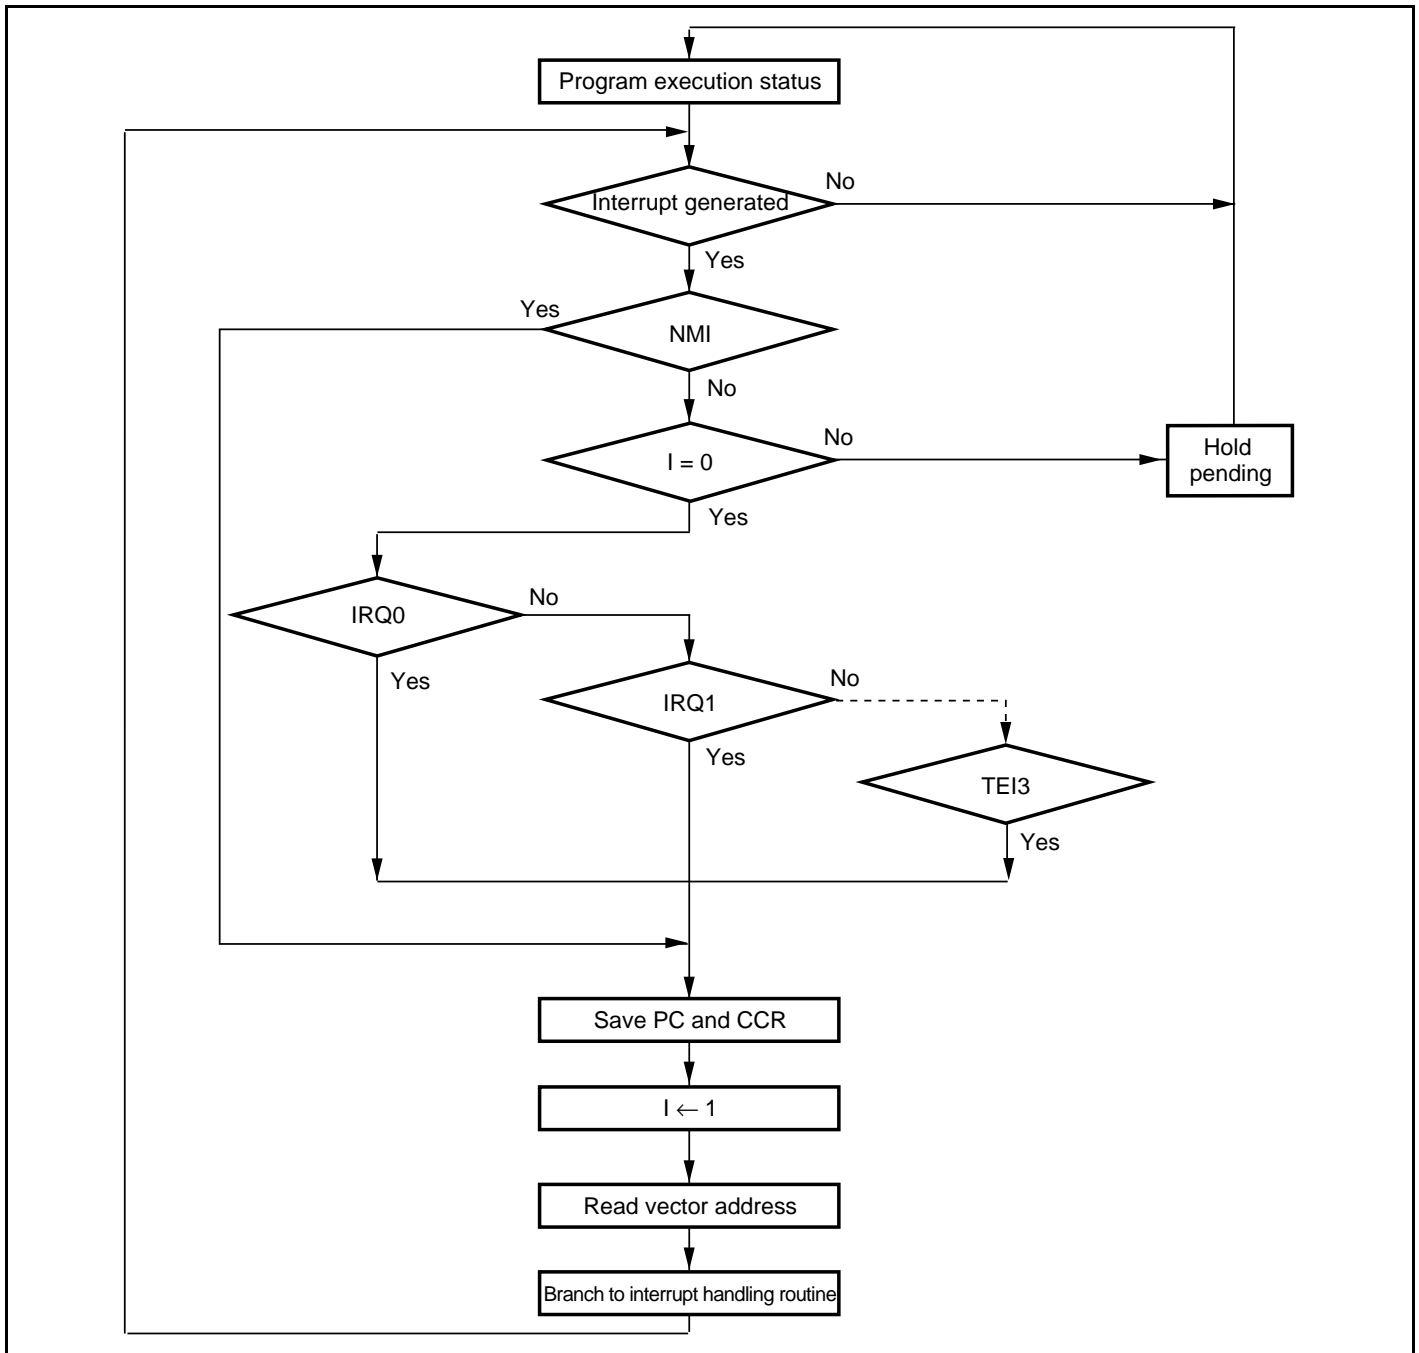 Program execution status
No
Interrupt generated
Yes
Yes
NMI
No
No
I = 0
Hold
pending
Yes
No
IRQ0
Yes
No
IRQ1
Yes
TEI3
Yes
Save PC and CCR
I ← 1
Read vector address
Branch to interrupt handling routine